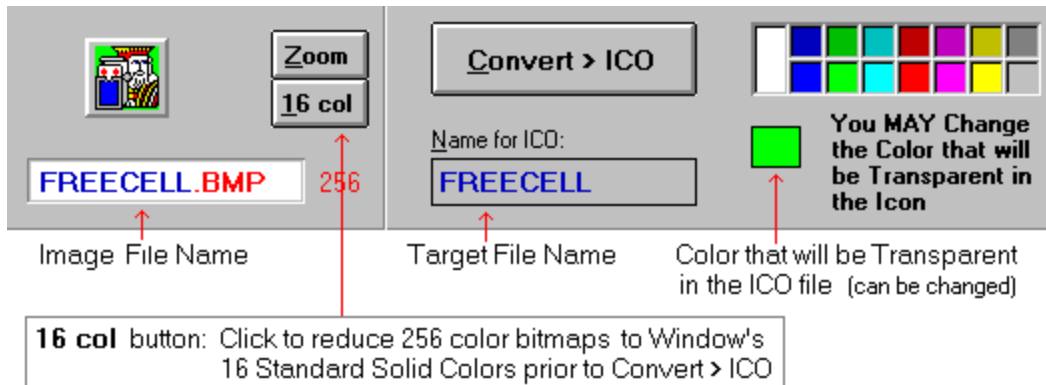 Zoom
16 col
FREECELL.BMP 256
Image File Name
Convert > ICO
Name for ICO:
FREECELL
Target File Name
You MAY Change
the Color that will
be Transparent in
the Icon
Color that will be Transparent
in the ICO file (can be changed)
16 col button: Click to reduce 256 color bitmaps to Window's
16 Standard Solid Colors prior to Convert > ICO